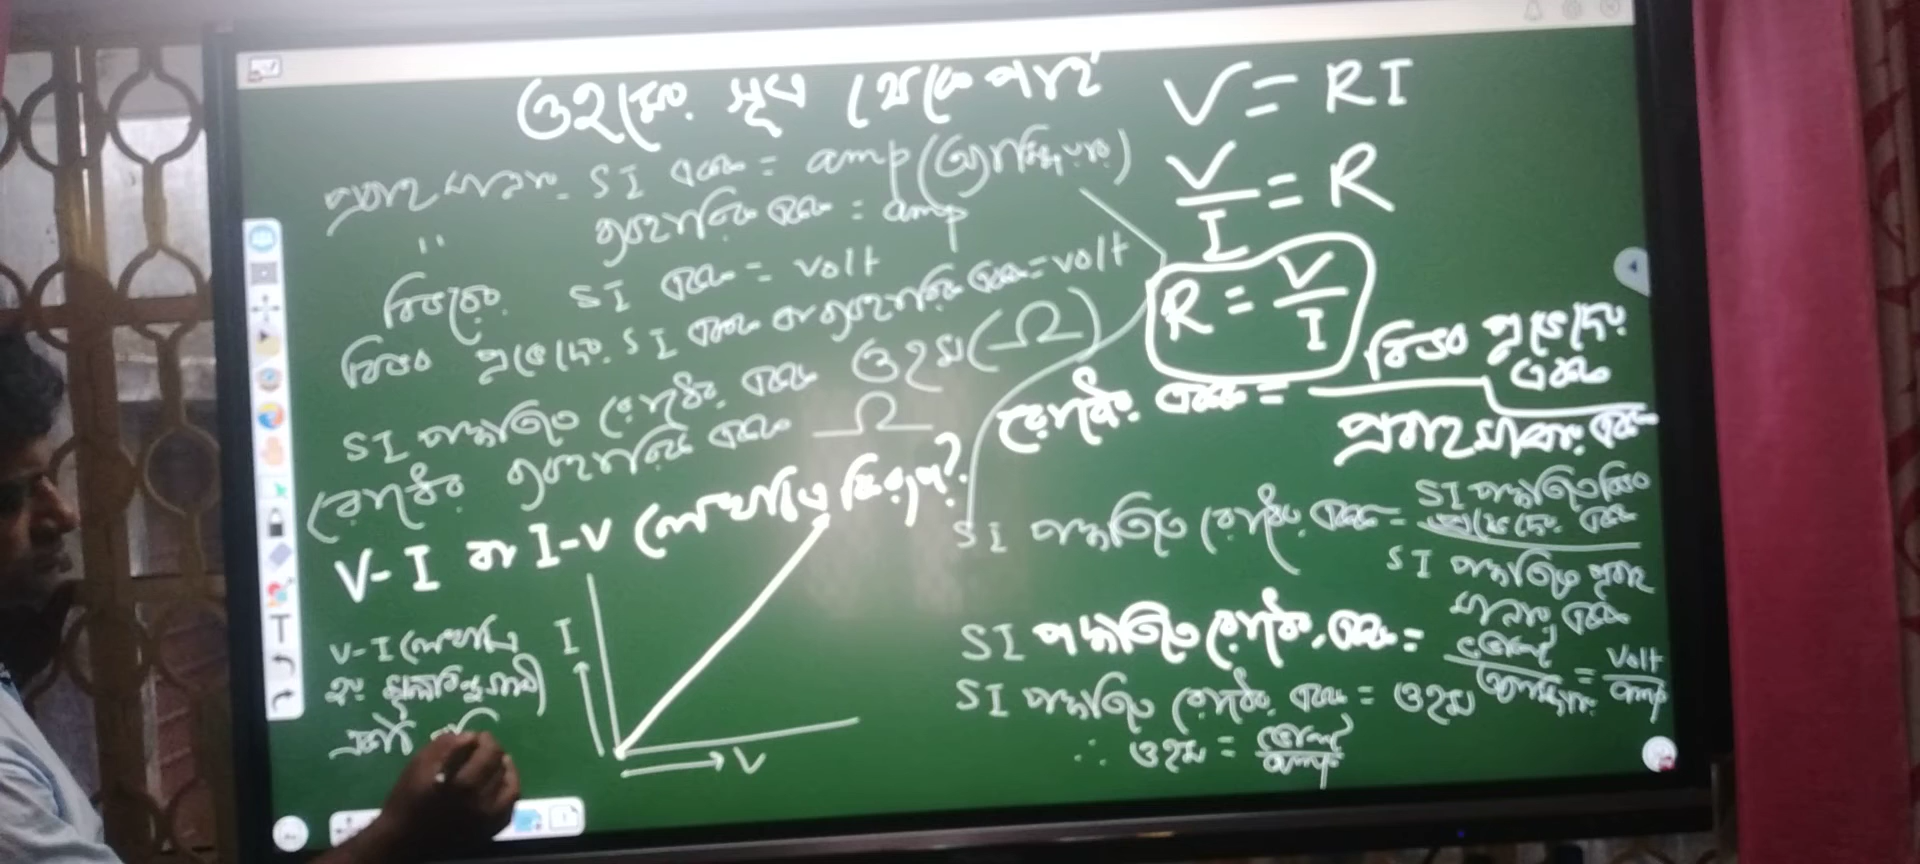 ওহমের সূত্র থেকে পাই
V = RI
প্রবাহমাত্রার SI একক = amp (অ্যাম্পিয়ার)
" ব্যবহারিক একক = amp
V/I = R
বিভবের SI একক = volt
বিভব প্রভেদের SI একক বা ব্যবহারিক একক = volt
R = V/I
SI পদ্ধতিতে রোধের একক ওহম (Ω)
রোধের ব্যবহারিক একক Ω
রোধের একক = বিভব প্রভেদের একক / প্রবাহমাত্রার একক
V-I বা I-V লেখচিত্র কিরূপ?
SI পদ্ধতিতে রোধের একক = SI পদ্ধতিতে বিভব প্রভেদের একক / SI পদ্ধতিতে প্রবাহ মাত্রার একক
SI পদ্ধতিতে রোধের একক = ভোল্ট / অ্যাম্পিয়ার = Volt / amp
SI পদ্ধতিতে রোধের একক = ওহম
∴ ওহম = ভোল্ট / অ্যাম্প
V-I লেখচিত্র
হল মূলবিন্দুগামী
একটি
I
V